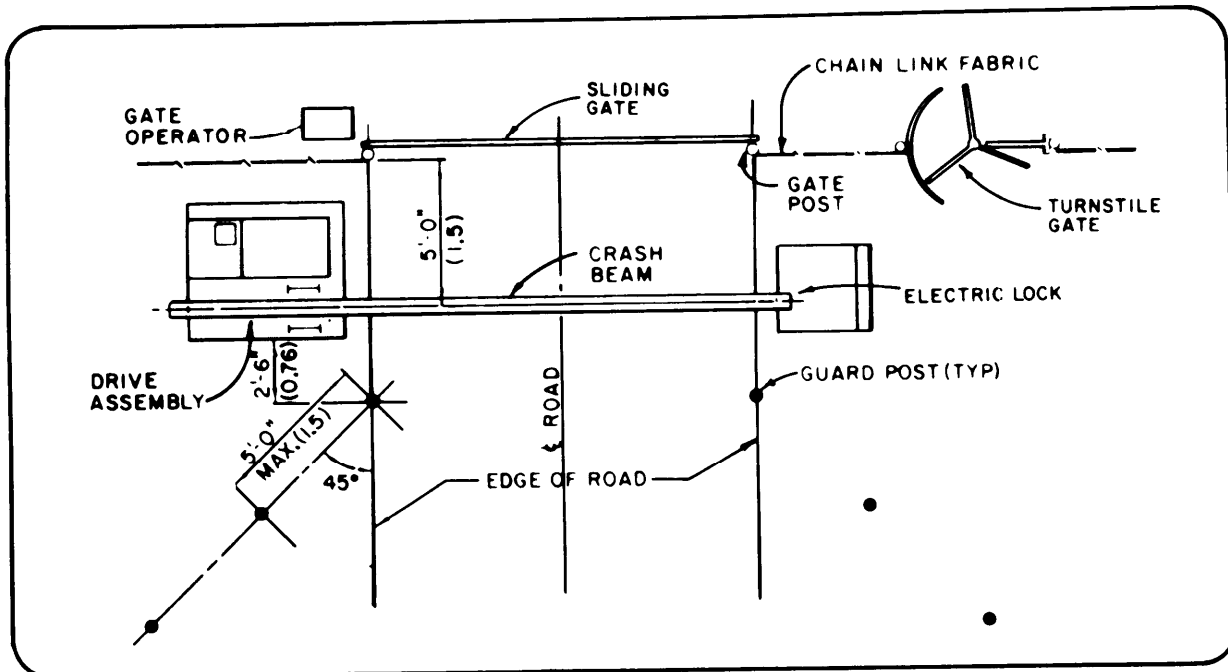 CHAIN LINK FABRIC
SLIDING
GATE
GATE
OPERATOR
GATE
POST
TURNSTILE
GATE
5'-0"
(1.5)
CRASH
BEAM
ELECTRIC LOCK
DRIVE
ASSEMBLY
2'-6"
(0.76)
GUARD POST (TYP)
5'-0"
MAX.(1.5)
45°
℄ ROAD
EDGE OF ROAD